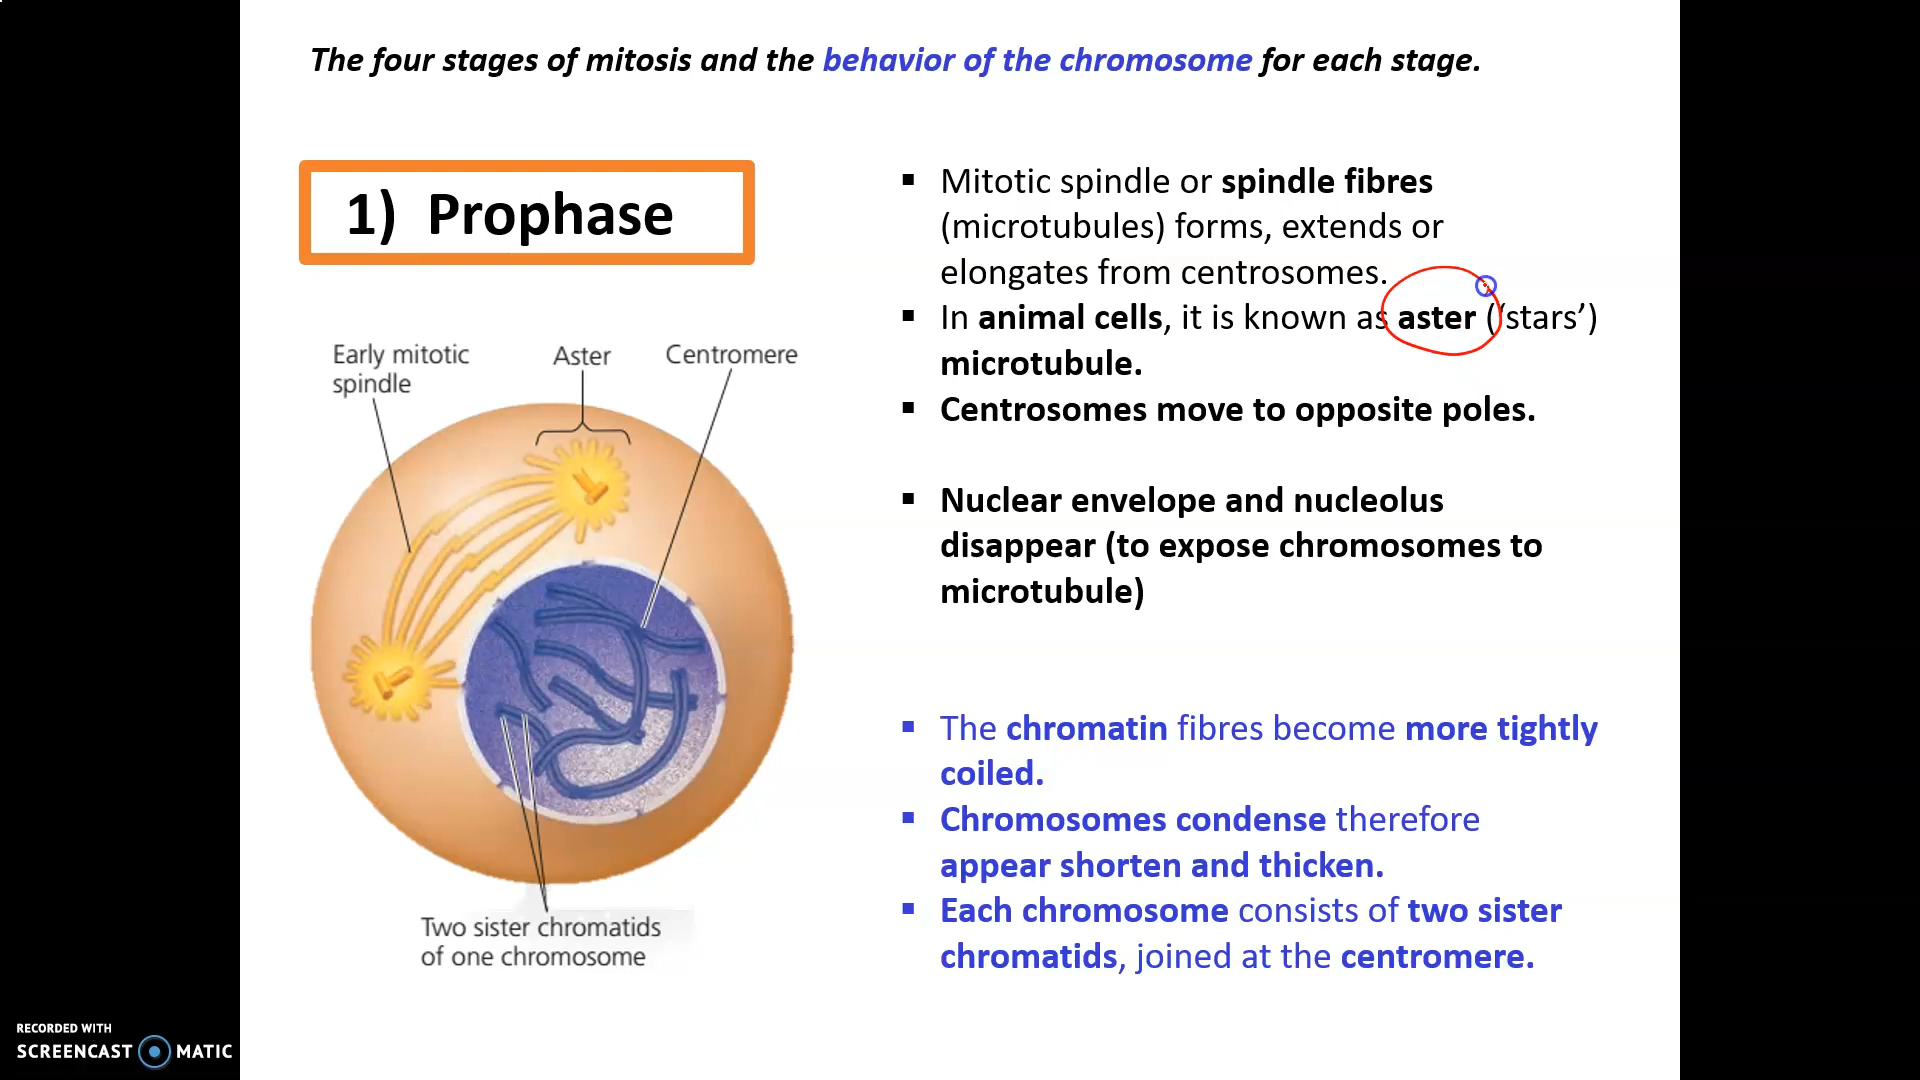 The four stages of mitosis and the behavior of the chromosome for each stage.
1) Prophase
▪ Mitotic spindle or spindle fibres
(microtubules) forms, extends or
elongates from centrosomes.
▪ In animal cells, it is known as aster (‘stars’)
microtubule.
▪ Centrosomes move to opposite poles.
▪ Nuclear envelope and nucleolus
disappear (to expose chromosomes to
microtubule)
▪ The chromatin fibres become more tightly
coiled.
▪ Chromosomes condense therefore
appear shorten and thicken.
▪ Each chromosome consists of two sister
chromatids, joined at the centromere.
Early mitotic
spindle
Aster
Centromere
Two sister chromatids
of one chromosome
RECORDED WITH
SCREENCAST MATIC